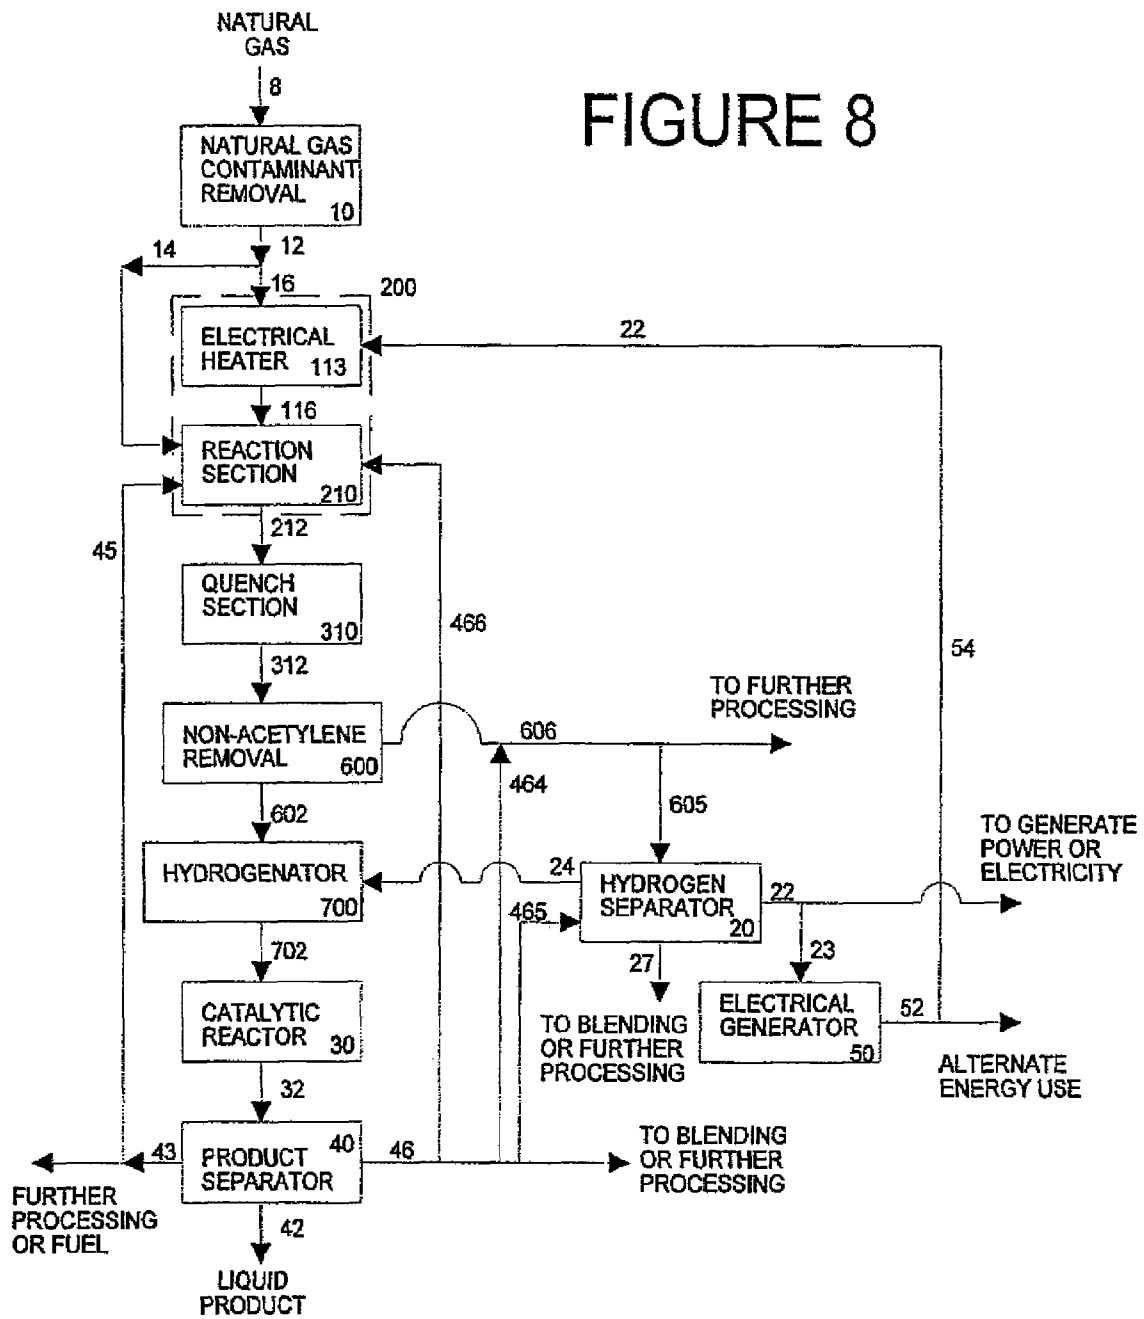 NATURAL
GAS
8
FIGURE 8
NATURAL GAS
CONTAMINANT
REMOVAL
10
14
12
16
200
ELECTRICAL
HEATER
113
22
116
REACTION
SECTION
210
212
45
QUENCH
SECTION
310
466
54
312
TO FURTHER
PROCESSING
NON-ACETYLENE
REMOVAL
600
606
464
605
602
TO GENERATE
POWER OR
ELECTRICITY
HYDROGENATOR
700
24
HYDROGEN
SEPARATOR
20
22
465
702
27
23
CATALYTIC
REACTOR
30
TO BLENDING
OR FURTHER
PROCESSING
ELECTRICAL
GENERATOR
50
52
ALTERNATE
ENERGY USE
32
43
PRODUCT
SEPARATOR
40
46
TO BLENDING
OR FURTHER
PROCESSING
FURTHER
PROCESSING
OR FUEL
42
LIQUID
PRODUCT